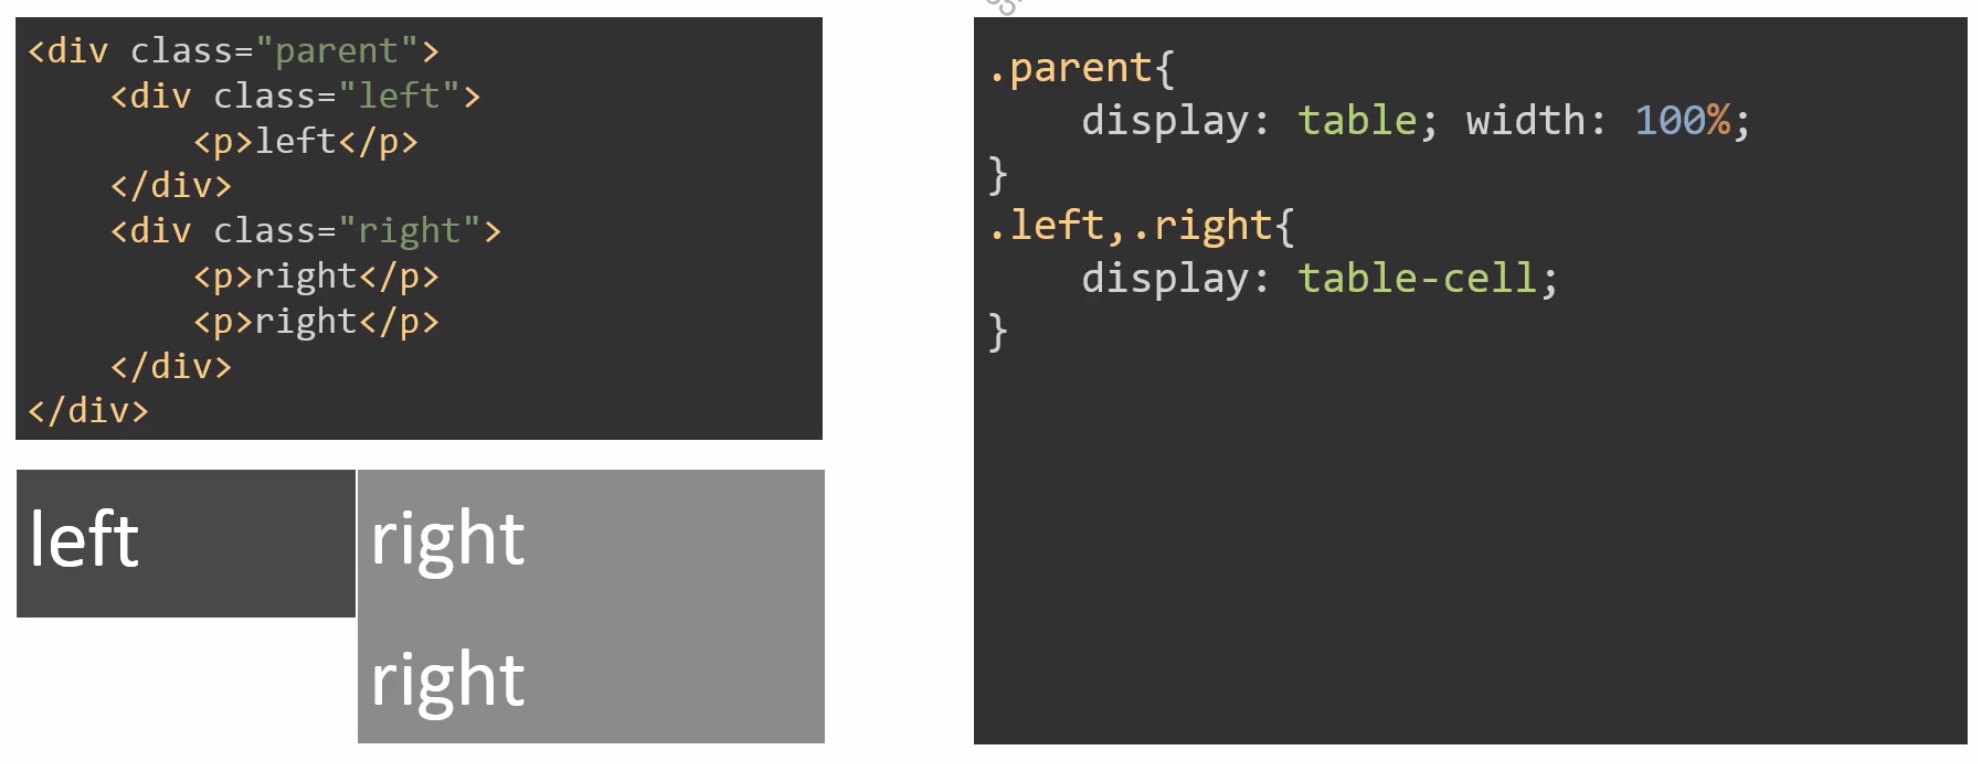 <div class="parent">
    <div class="left">
        <p>left</p>
    </div>
    <div class="right">
        <p>right</p>
        <p>right</p>
    </div>
</div>
left
right
right
.parent{
    display: table; width: 100%;
}
.left,.right{
    display: table-cell;
}